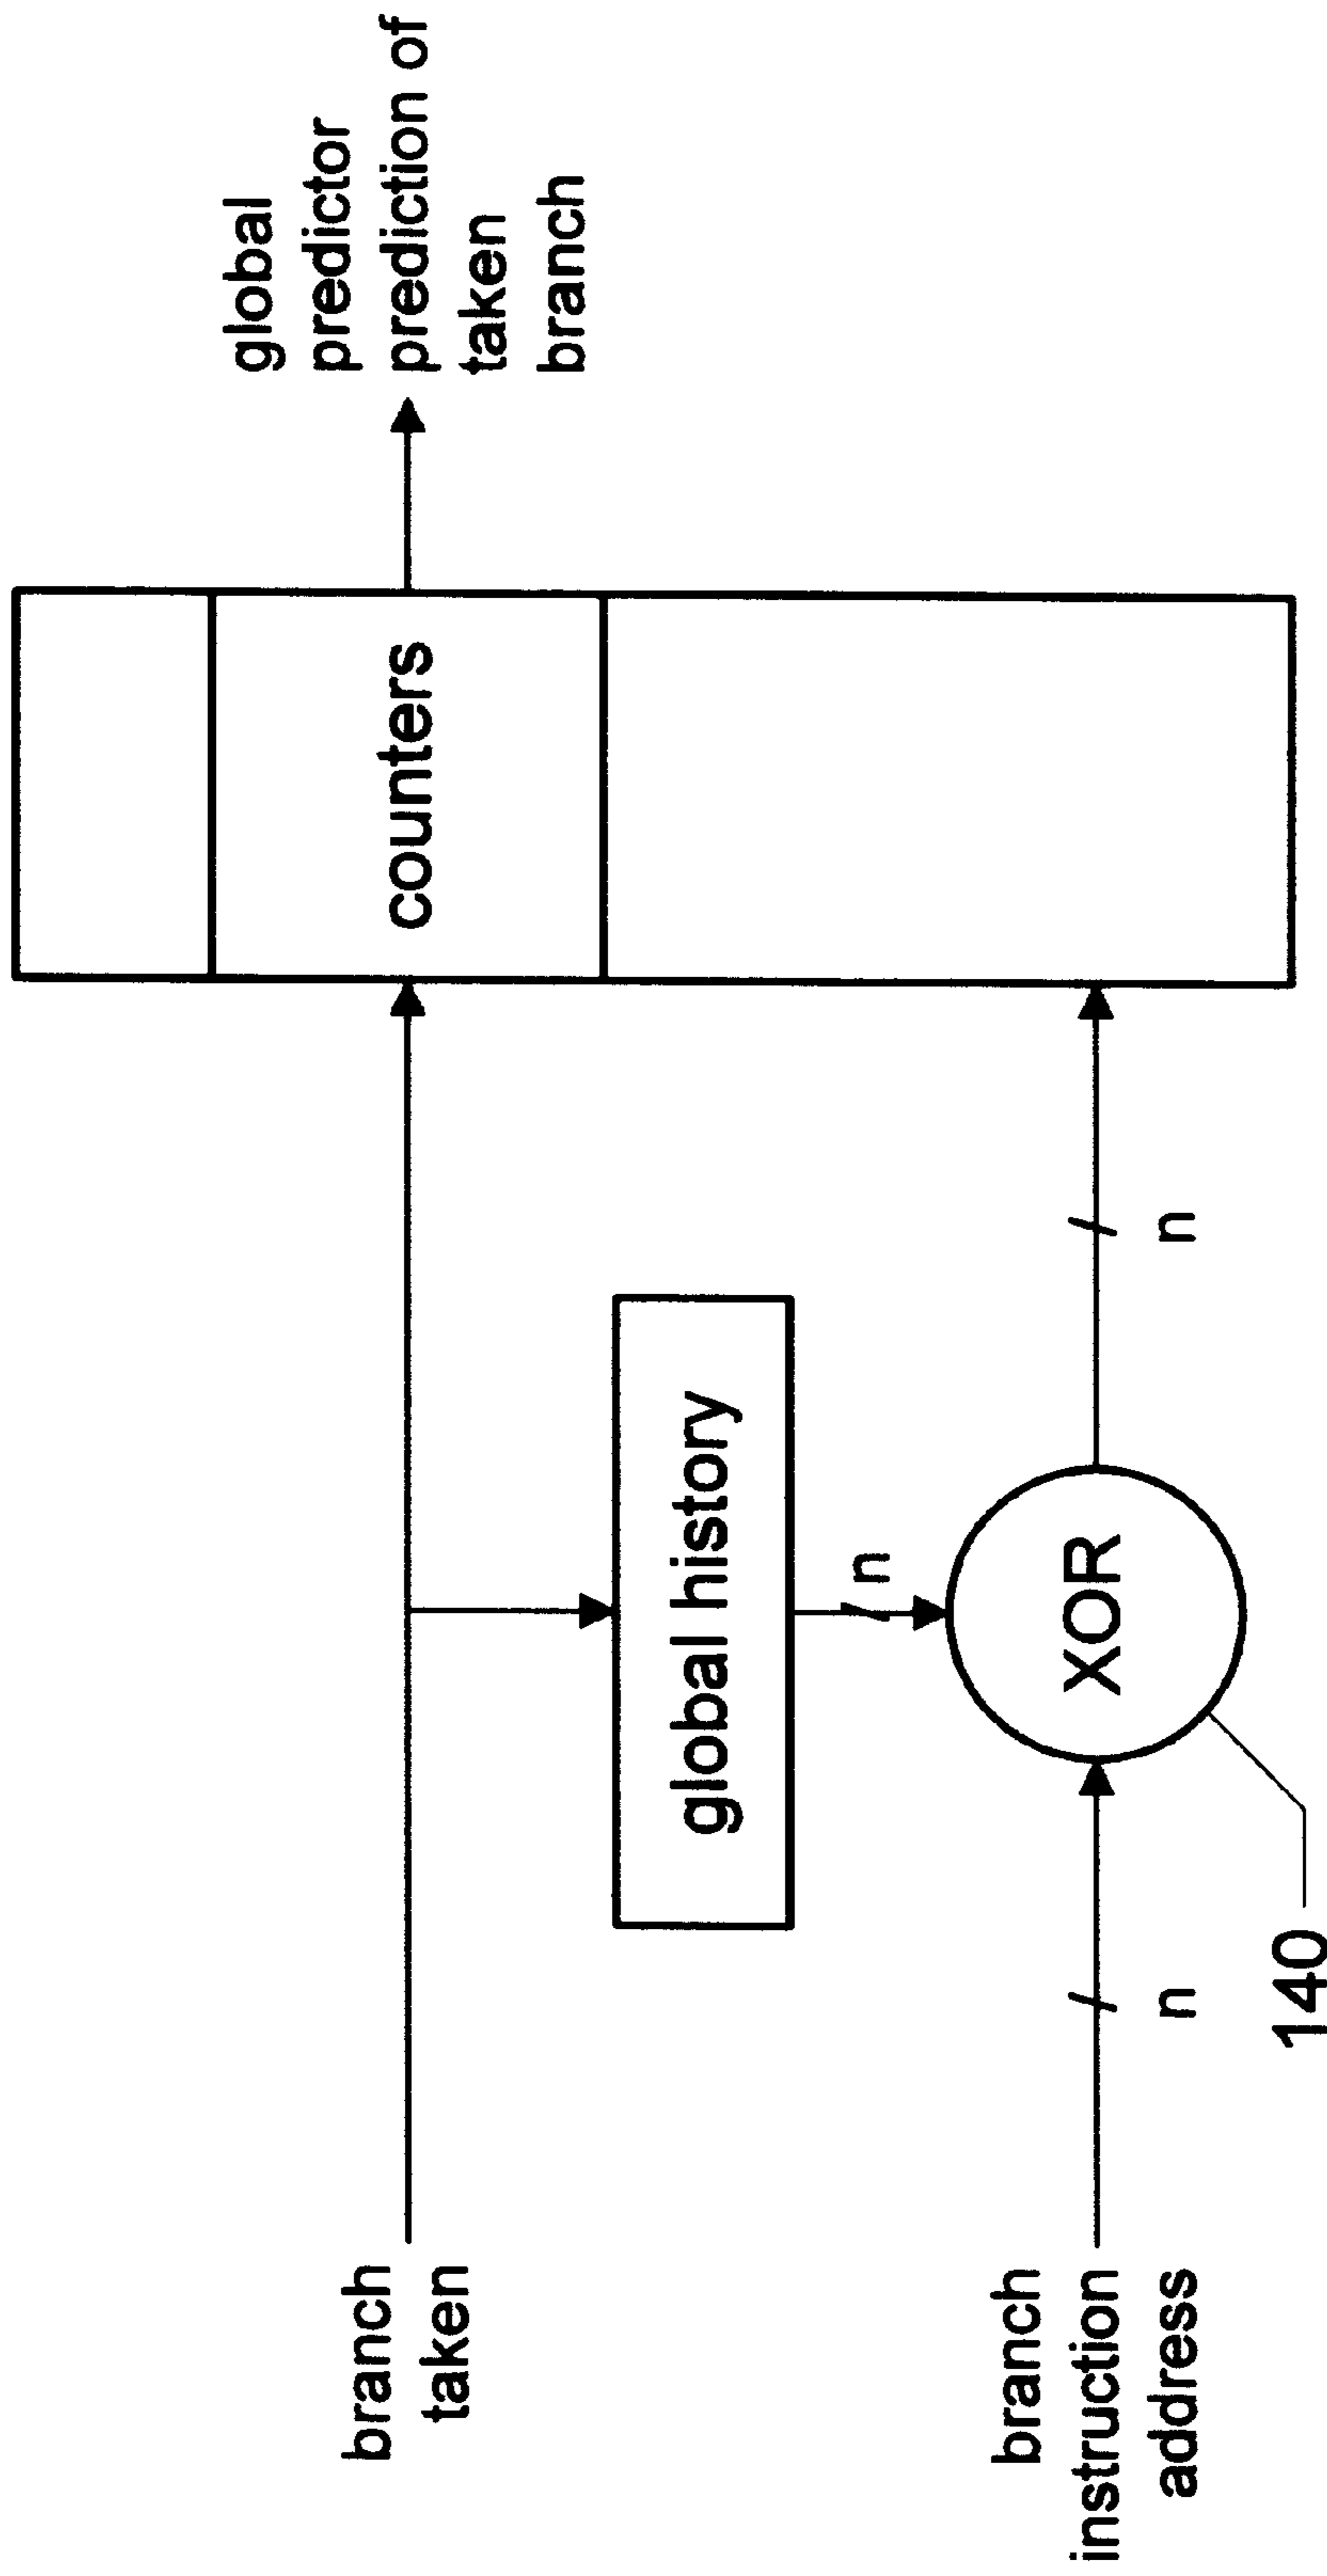 branch
taken
global
predictor
prediction of
taken
branch
counters
global history
n
branch
instruction
address
n
XOR
n
140